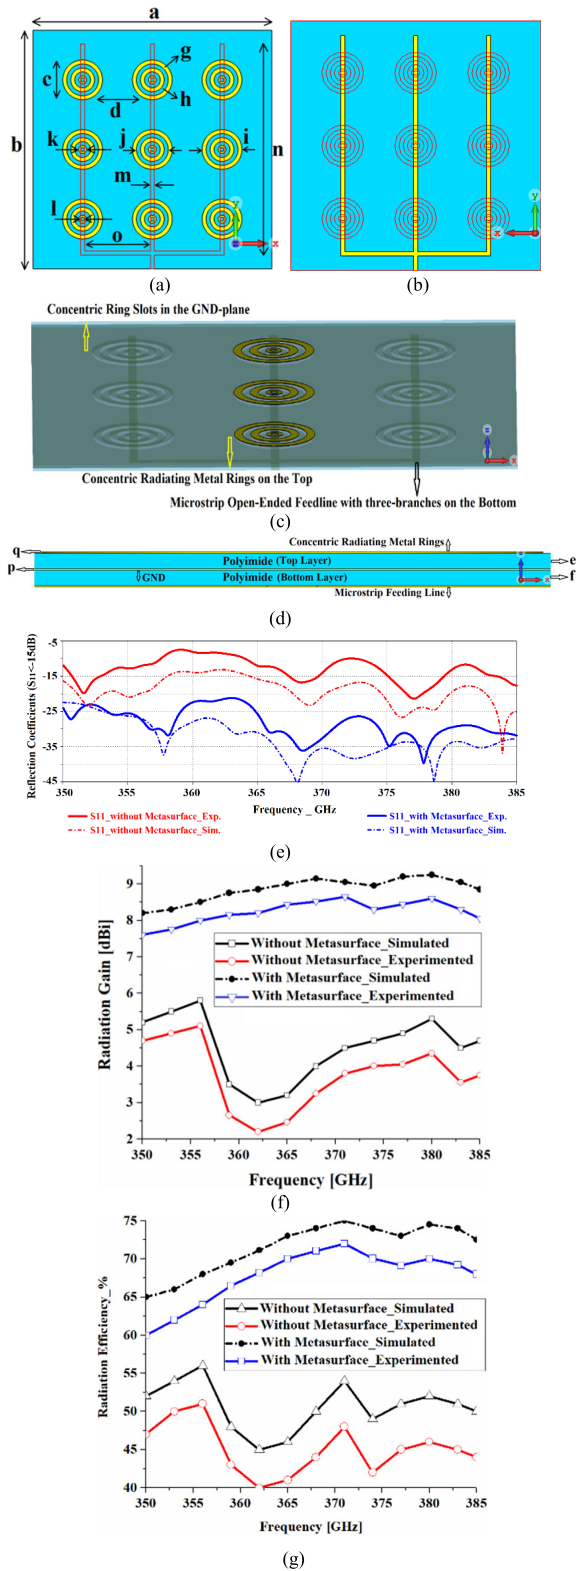 a
b
c
d
g
h
k
j
i
m
n
l
o
y
z
x
(a)
y
x
(b)
Concentric Ring Slots in the GND-plane
Concentric Radiating Metal Rings on the Top
Microstrip Open-Ended Feedline with three-branches on the Bottom
z
x
(c)
Concentric Radiating Metal Rings
q
Polyimide (Top Layer)
e
p
GND
Polyimide (Bottom Layer)
f
Microstrip Feeding Line
x
(d)
Reflection Coefficients (S11<-15dB)
-5
-15
-25
-35
-45
350 355 360 365 370 375 380 385
Frequency _ GHz
S11_without Metasurface_Exp.
S11_without Metasurface_Sim.
S11_with Metasurface_Exp.
S11_with Metasurface_Sim.
(e)
Radiation Gain [dBi]
9
8
7
6
5
4
3
2
Without Metasurface_Simulated
Without Metasurface_Experimented
With Metasurface_Simulated
With Metasurface_Experimented
350 355 360 365 370 375 380 385
Frequency [GHz]
(f)
Radiation Efficiency_%
75
70
65
60
55
50
45
40
Without Metasurface_Simulated
Without Metasurface_Experimented
With Metasurface_Simulated
With Metasurface_Experimented
350 355 360 365 370 375 380 385
Frequency [GHz]
(g)